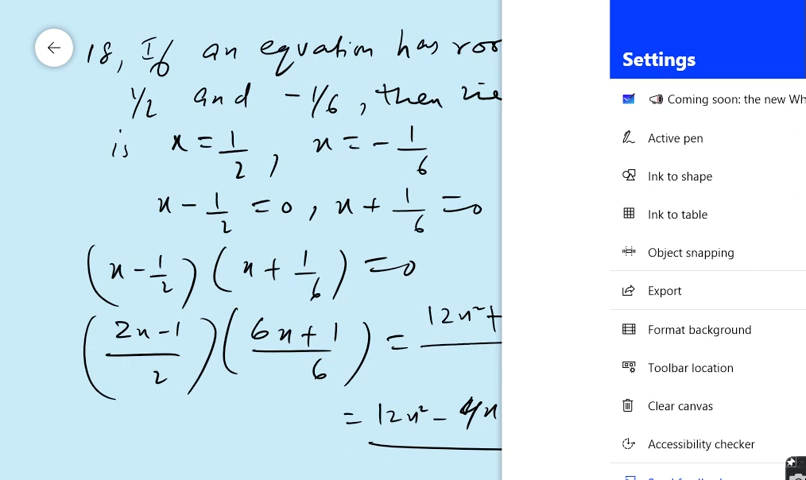 18, If an equation has roo
1/2 and -1/6, then
is x = 1/2, x = -1/6
x - 1/2 = 0, x + 1/6 = 0
(x - 1/2)(x + 1/6) = 0
((2x-1)/2)((6x+1)/6) = 12x² +
= 12x² - 4x
Settings
Coming soon: the new Wh
Active pen
Ink to shape
Ink to table
Object snapping
Export
Format background
Toolbar location
Clear canvas
Accessibility checker